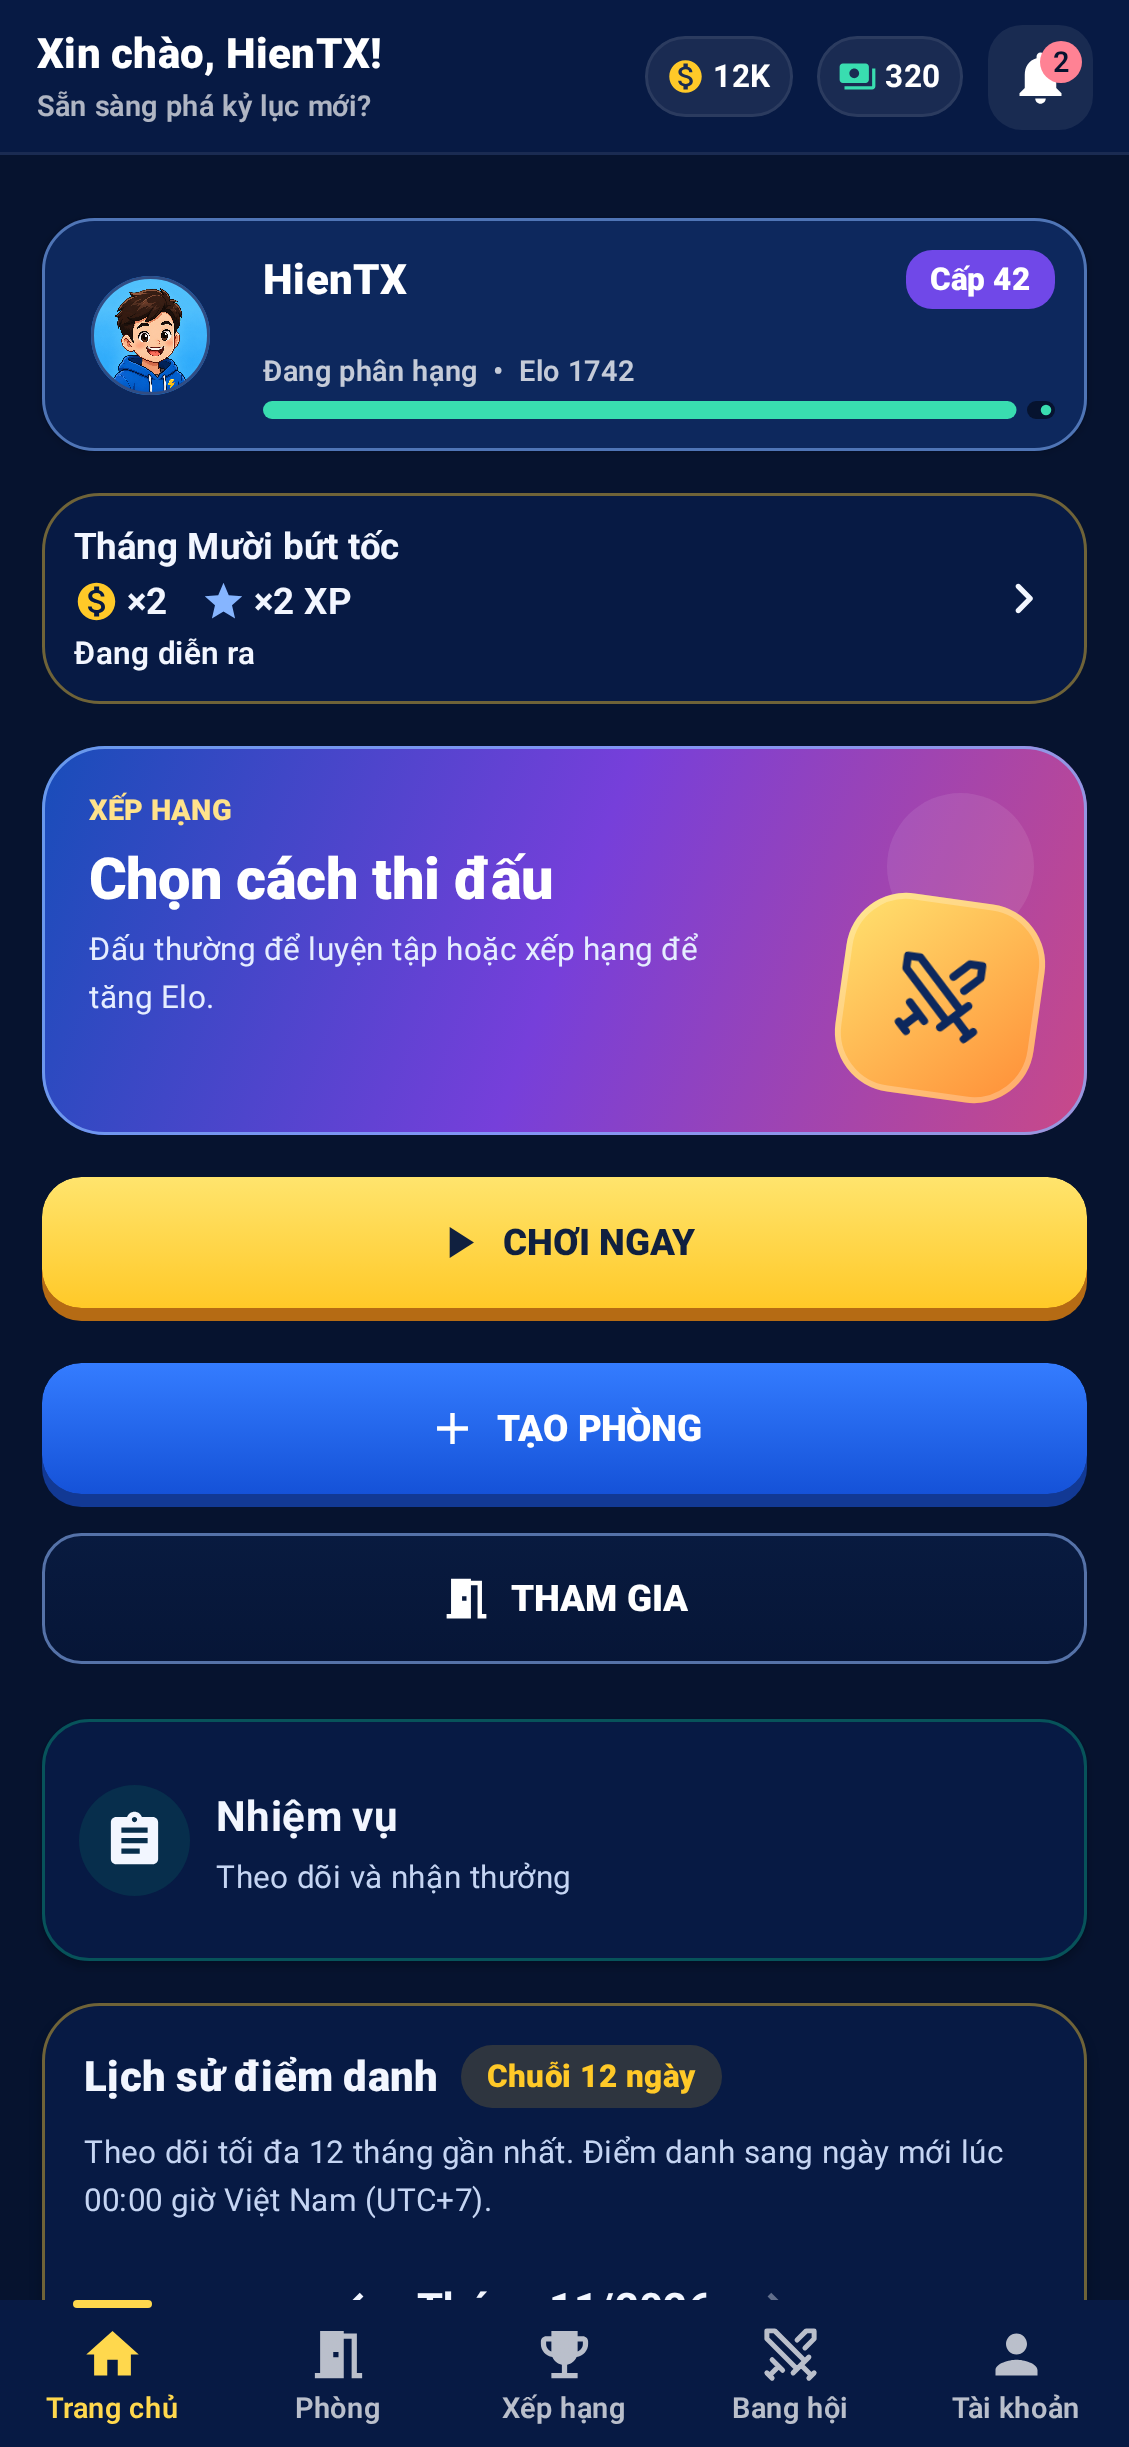 Xin chào, HienTX!
Sẵn sàng phá kỷ lục mới?
12K
320
2
HienTX
Cấp 42
Đang phân hạng • Elo 1742
Tháng Mười bứt tốc
×2 ×2 XP
Đang diễn ra
XẾP HẠNG
Chọn cách thi đấu
Đấu thường để luyện tập hoặc xếp hạng để
tăng Elo.
CHƠI NGAY
TẠO PHÒNG
THAM GIA
Nhiệm vụ
Theo dõi và nhận thưởng
Lịch sử điểm danh
Chuỗi 12 ngày
Theo dõi tối đa 12 tháng gần nhất. Điểm danh sang ngày mới lúc
00:00 giờ Việt Nam (UTC+7).
Trang chủ
Phòng
Xếp hạng
Bang hội
Tài khoản